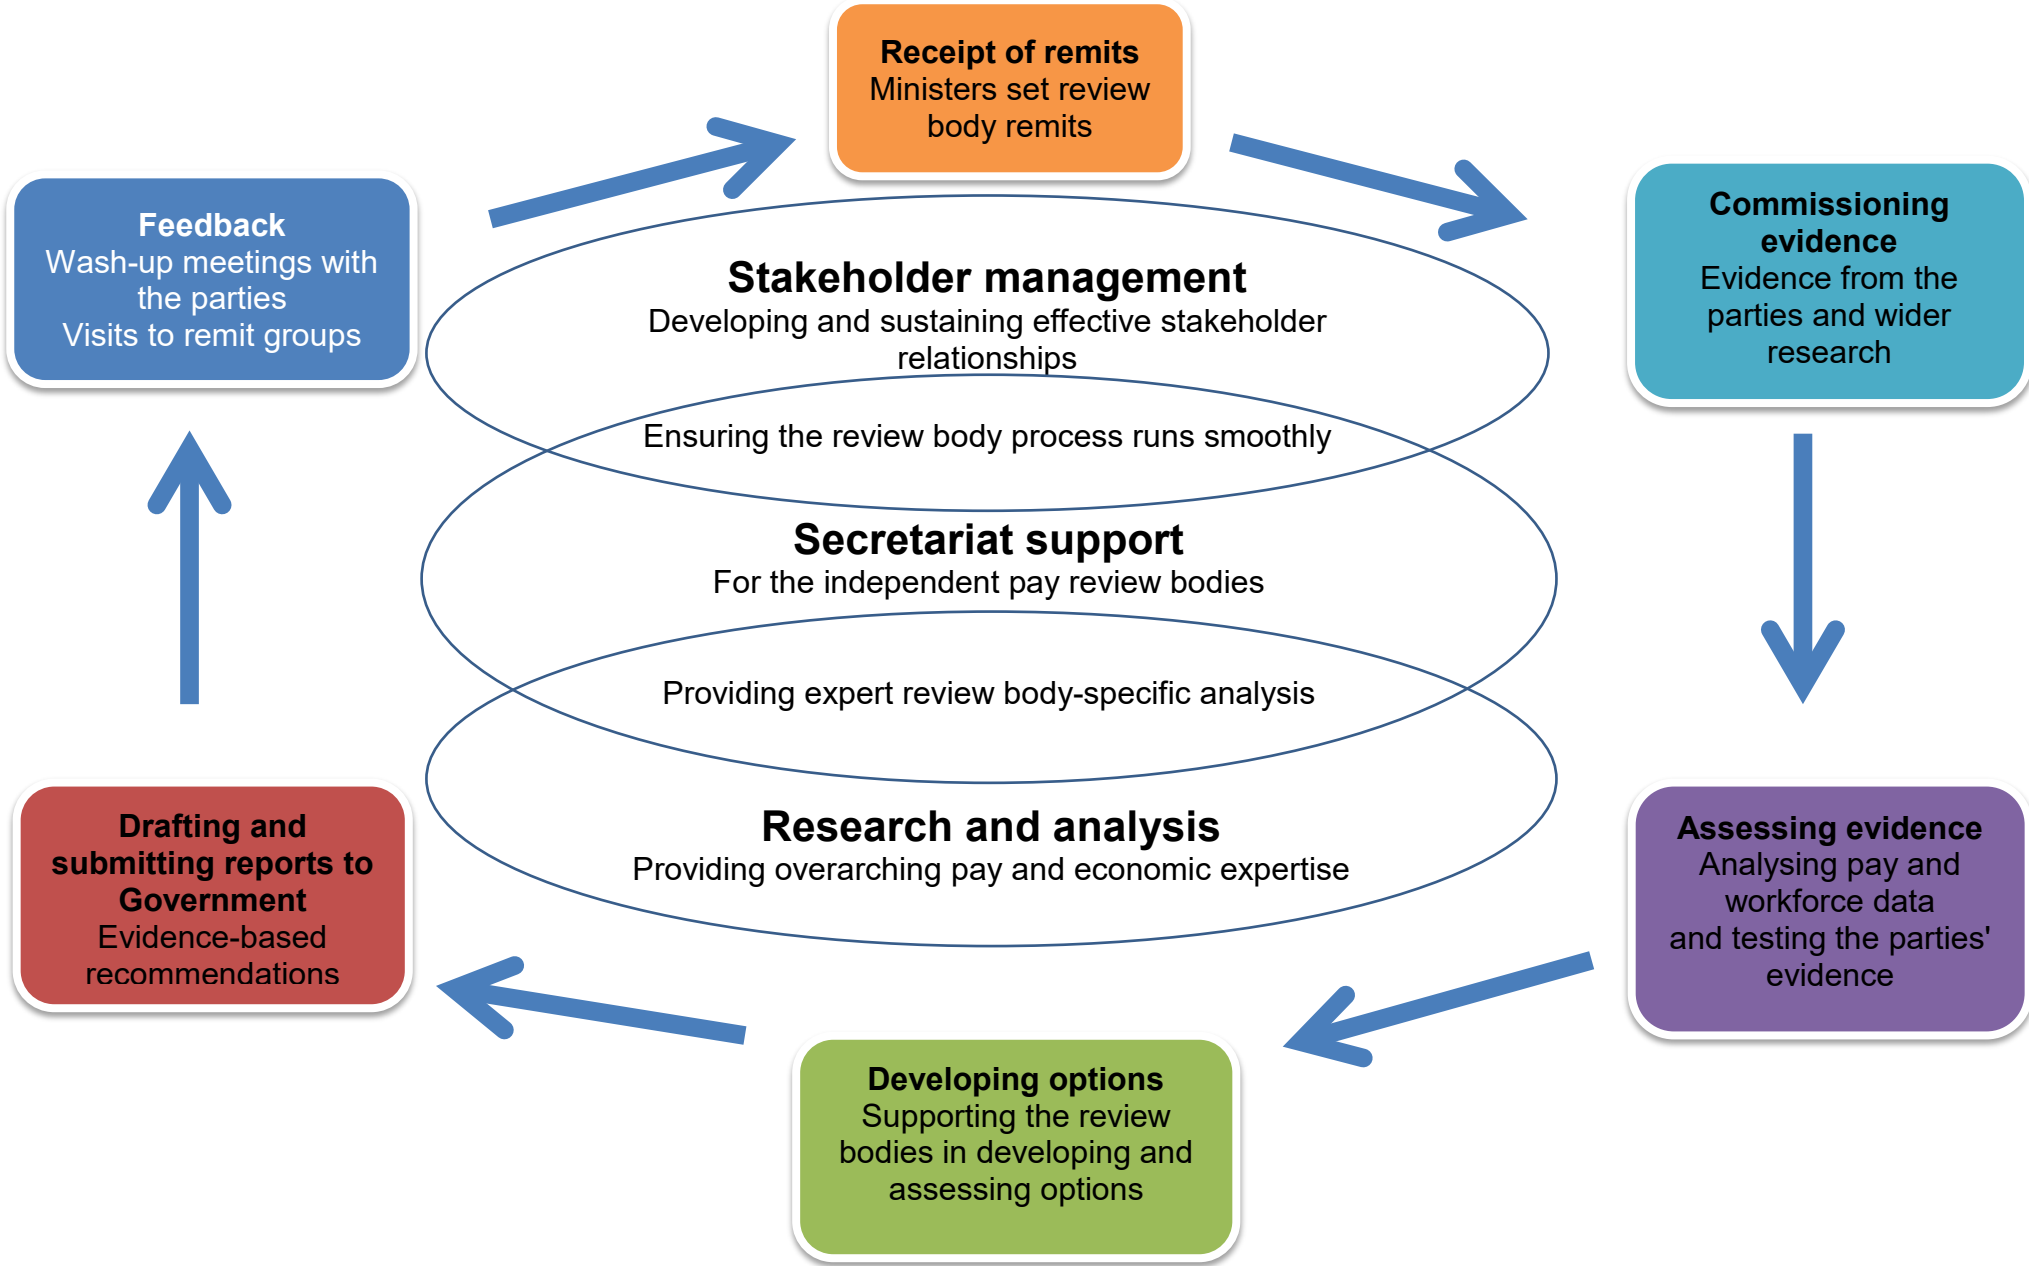 Receipt of remits
Ministers set review
body remits
Feedback
Wash-up meetings with
the parties
Visits to remit groups
Commissioning
evidence
Evidence from the
parties and wider
research
Stakeholder management
Developing and sustaining effective stakeholder
relationships
Ensuring the review body process runs smoothly
Secretariat support
For the independent pay review bodies
Providing expert review body-specific analysis
Research and analysis
Providing overarching pay and economic expertise
Drafting and
submitting reports to
Government
Evidence-based
recommendations
Assessing evidence
Analysing pay and
workforce data
and testing the parties'
evidence
Developing options
Supporting the review
bodies in developing and
assessing options